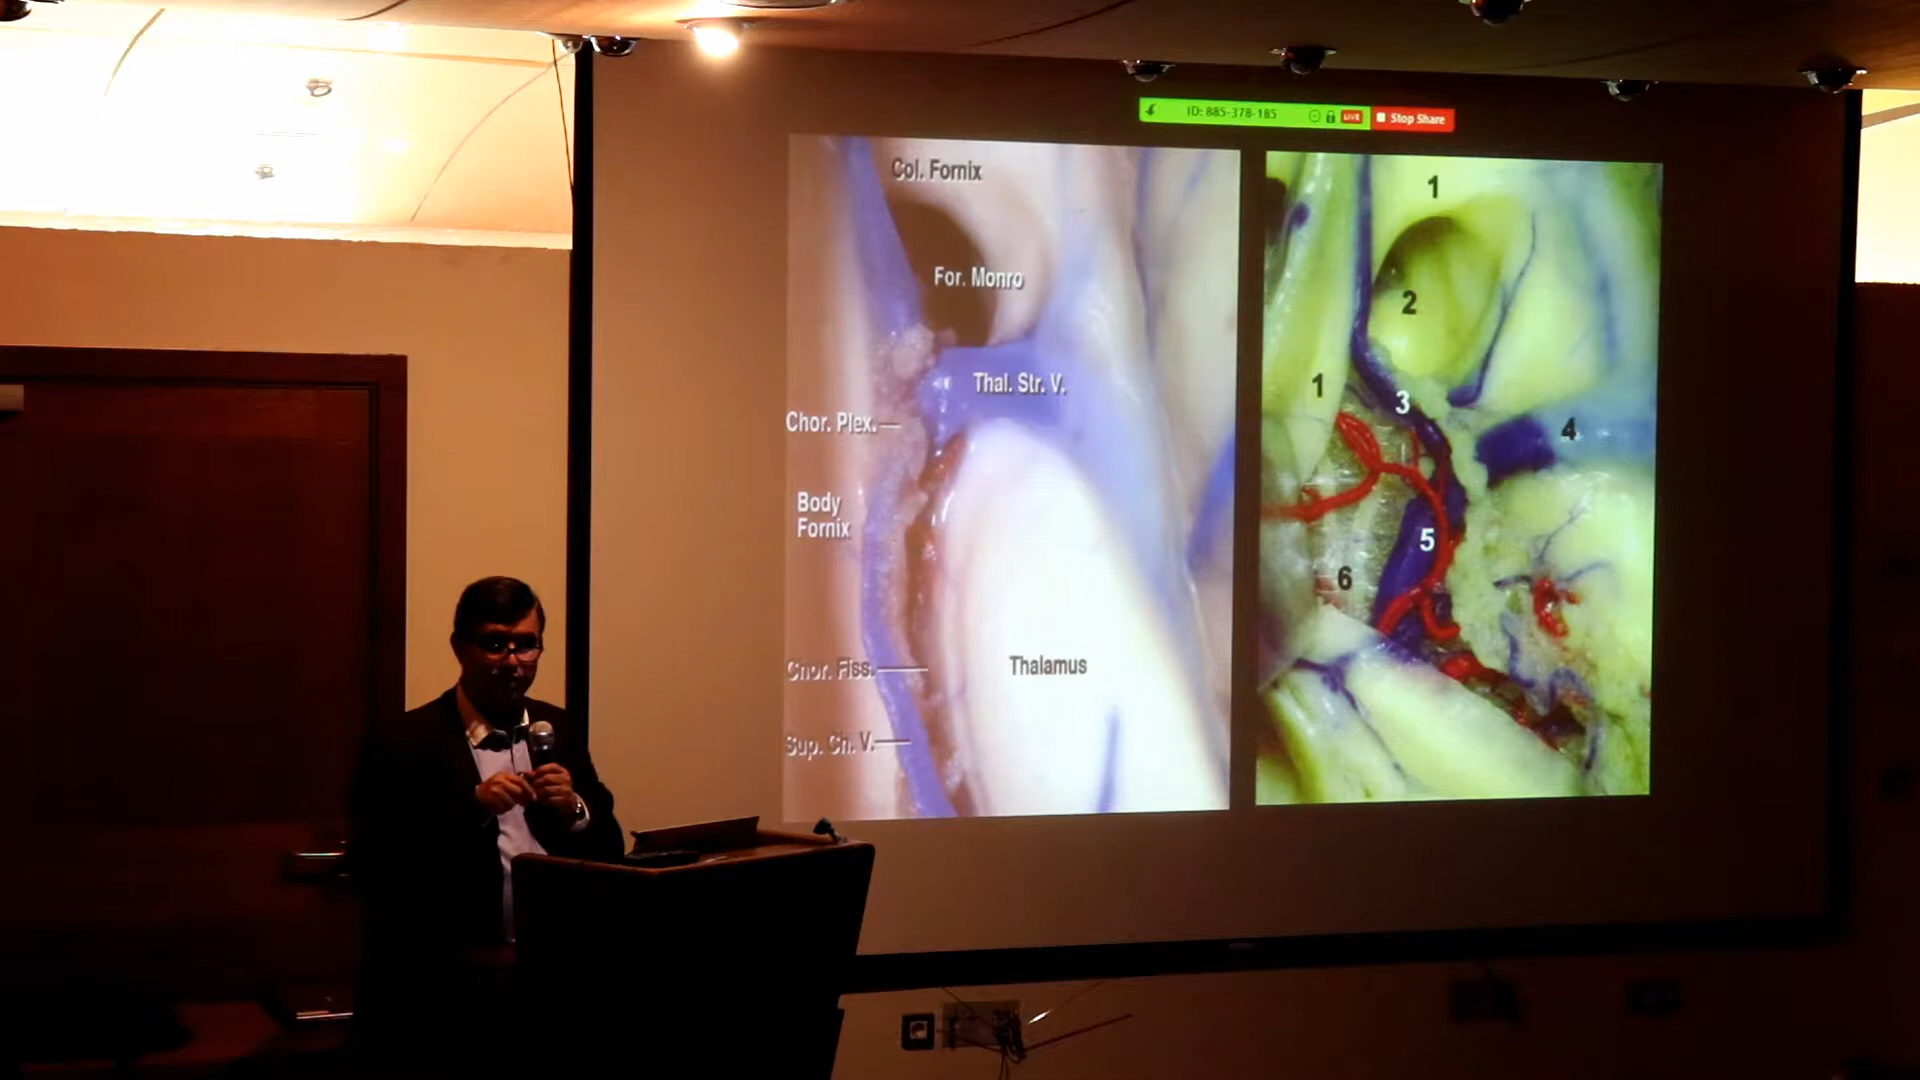 ID: 885-378-185
LIVE
Stop Share
Col. Fornix
For. Monro
Thal. Str. V.
Chor. Plex.
Body
Fornix
Chor. Fiss.
Thalamus
Sup. Ch. V.
1
2
1
3
4
5
6